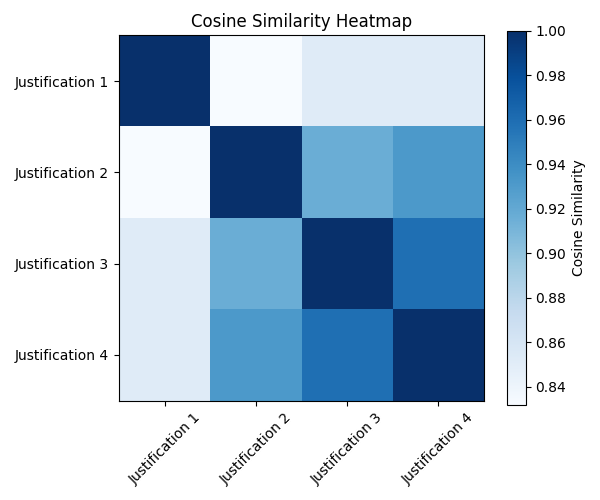 Cosine Similarity Heatmap
Justification 1
Justification 2
Justification 3
Justification 4
Justification 1
Justification 2
Justification 3
Justification 4
1.00
0.98
0.96
0.94
0.92
0.90
0.88
0.86
0.84
Cosine Similarity